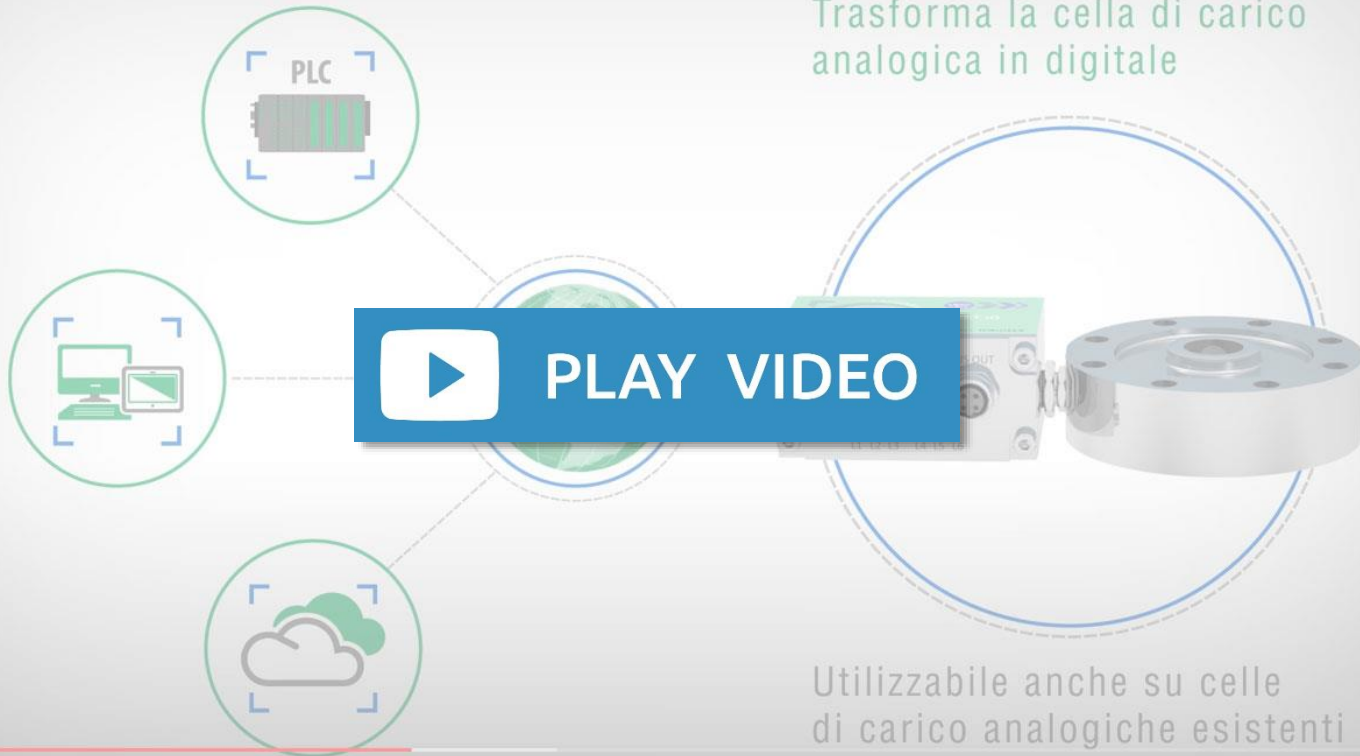 Trasforma la cella di carico
analogica in digitale
PLC
PLAY VIDEO
OUT
Utilizzabile anche su celle
di carico analogiche esistenti